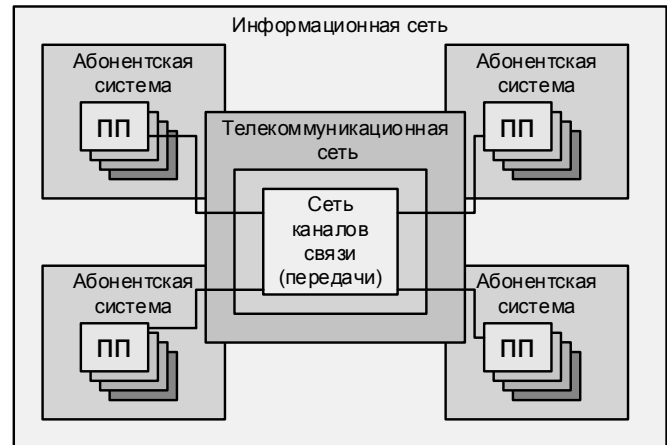 Информационная сеть
Абонентская
система
ПП
Абонентская
система
ПП
Телекоммуникационная
сеть
Сеть
каналов
связи
(передачи)
Абонентская
система
ПП
Абонентская
система
ПП